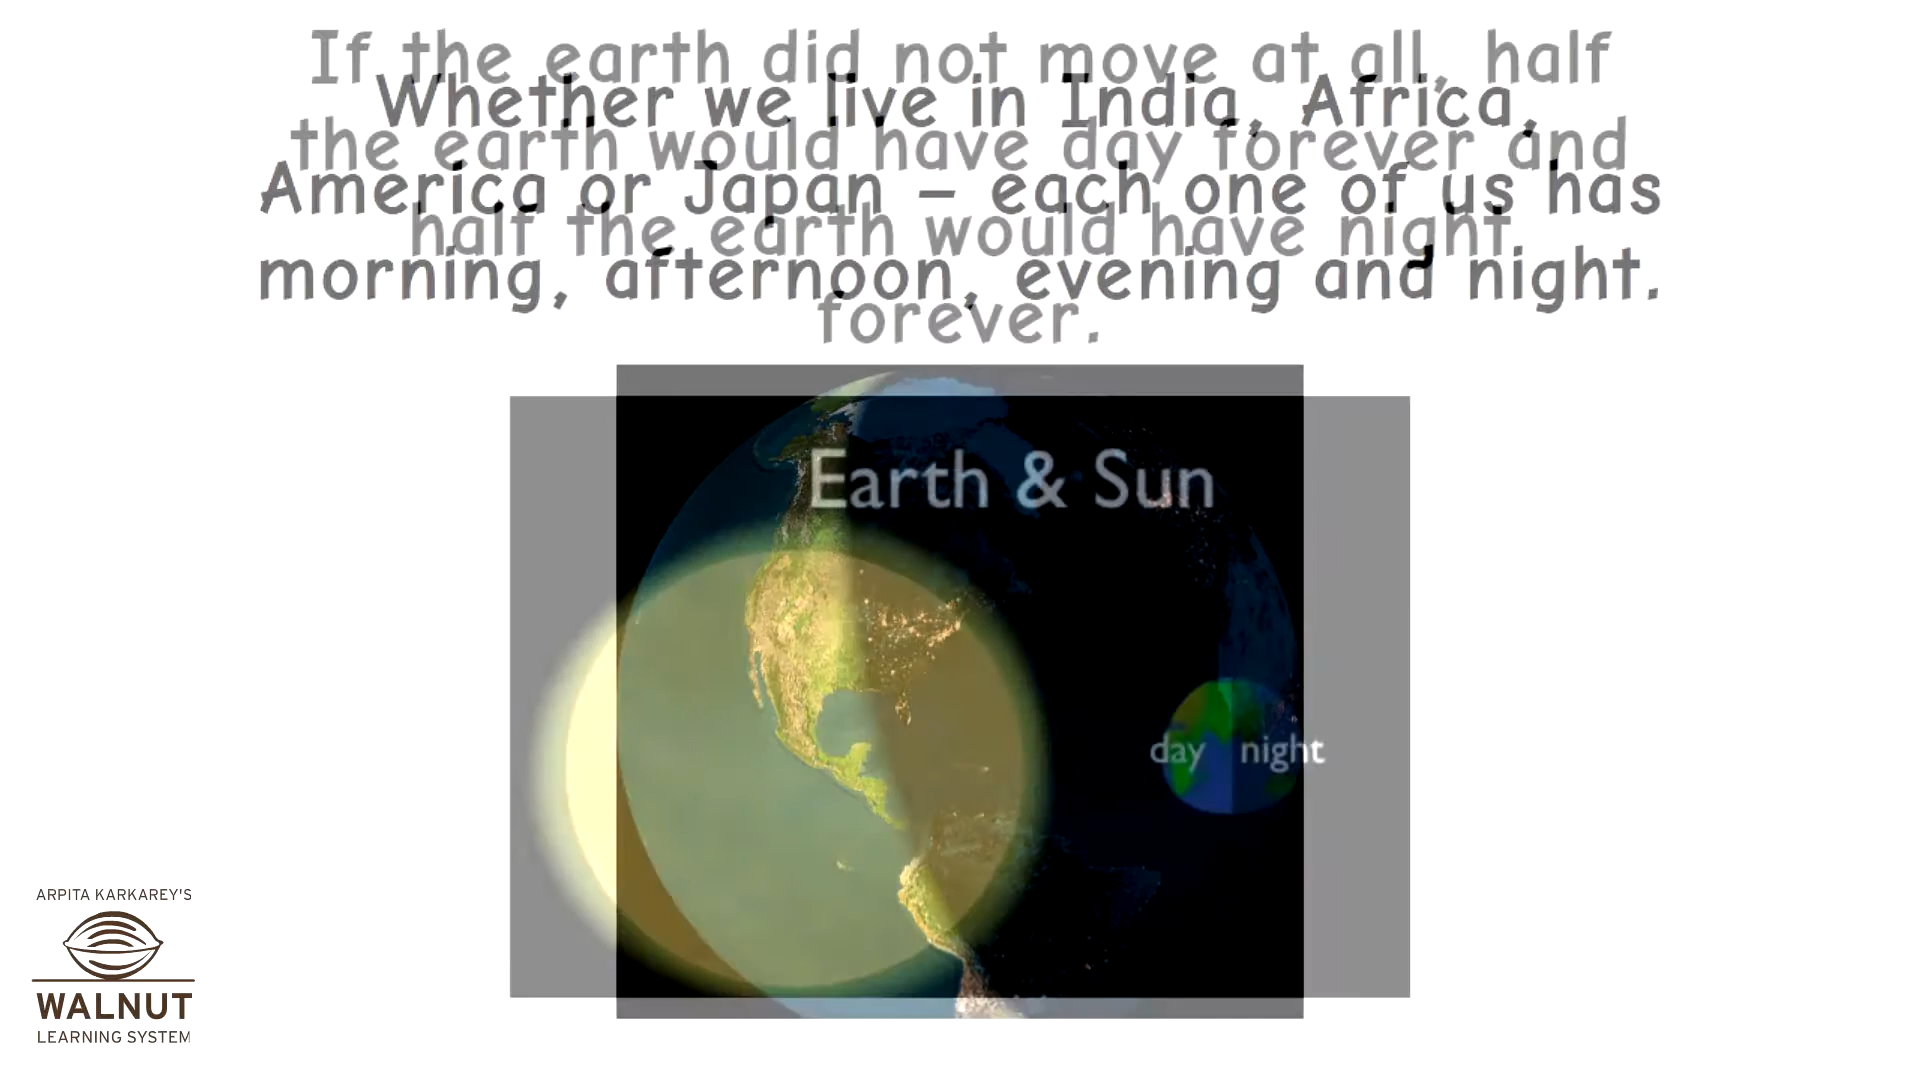 If the earth did not move at all, half
the earth would have day forever and
half the earth would have night
forever.
Whether we live in India, Africa,
America or Japan – each one of us has
morning, afternoon, evening and night.
Earth & Sun
day night
ARPITA KARKAREY'S
WALNUT
LEARNING SYSTEM